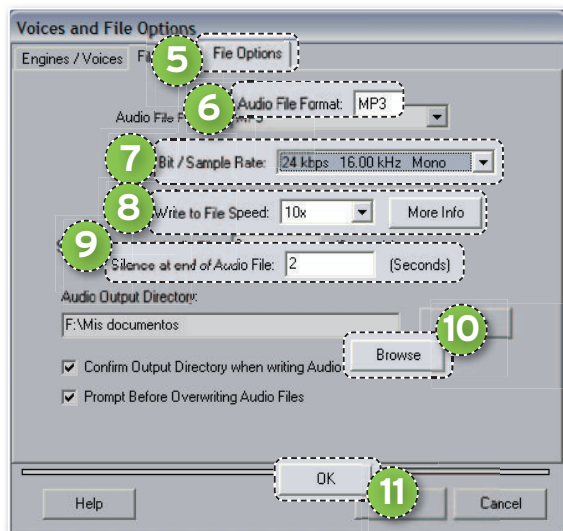 Voices and File Options
Engines / Voices Fil 5 File Options
6 Audio File Format: MP3
Audio File
7 Bit / Sample Rate: 24 kbps 16.00 kHz Mono
8 Write to File Speed: 10x More Info
9 Silence at end of Audio File: 2 (Seconds)
Audio Output Directory:
F:\Mis documentos 10
Browse
Confirm Output Directory when writing Audio
Prompt Before Overwriting Audio Files
OK 11
Help Cancel